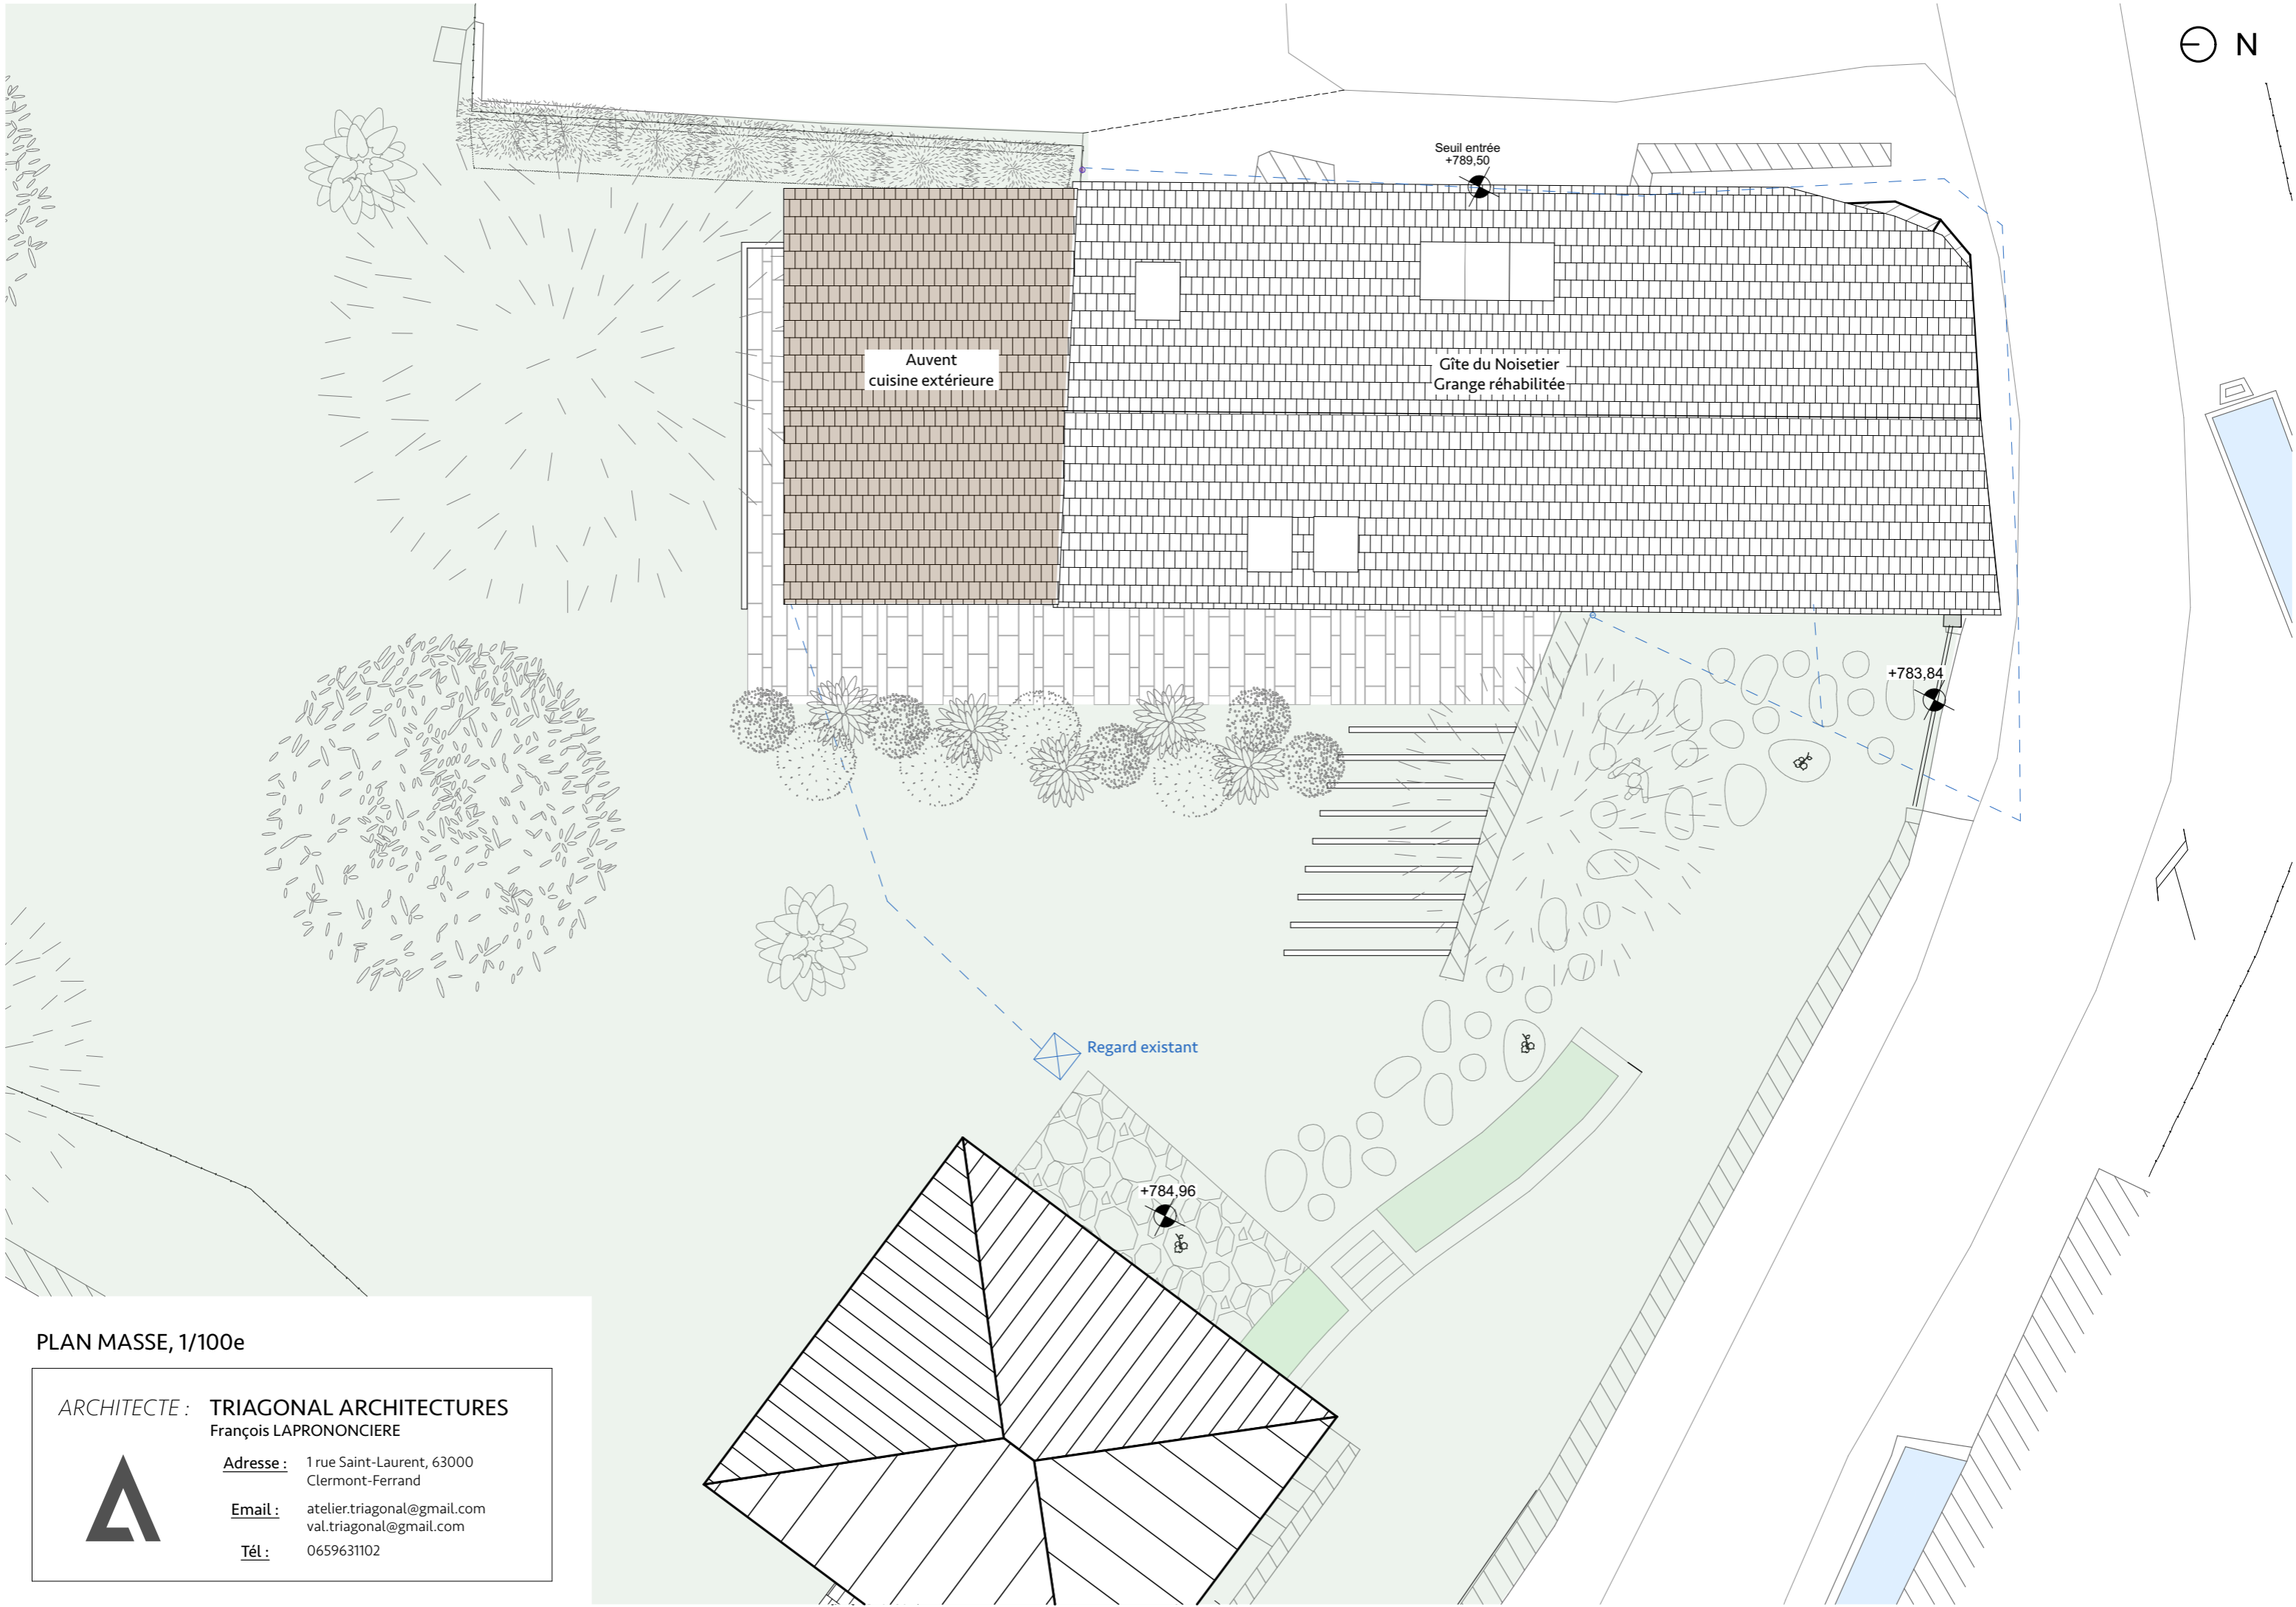 N
Seuil entrée
+789,50
Auvent
cuisine extérieure
Gîte du Noisetier
Grange réhabilitée
+783,84
Regard existant
+784,96
PLAN MASSE, 1/100e
ARCHITECTE : TRIAGONAL ARCHITECTURES
François LAPRONONCIERE
Adresse : 1 rue Saint-Laurent, 63000
Clermont-Ferrand
Email : atelier.triagonal@gmail.com
val.triagonal@gmail.com
Tél : 0659631102